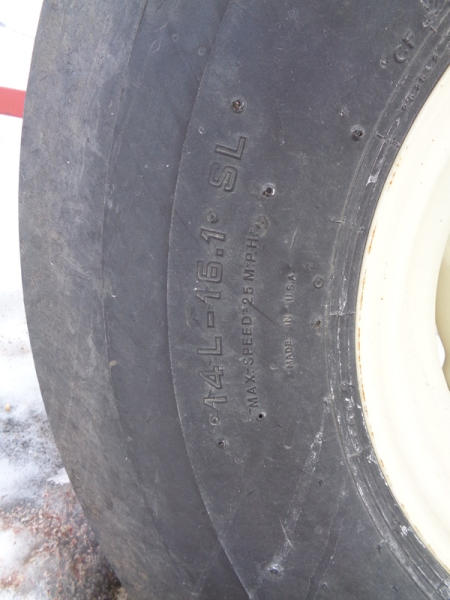 14L-16.1 SL
MAX. SPEED 25 MPH
MADE IN U.S.A.